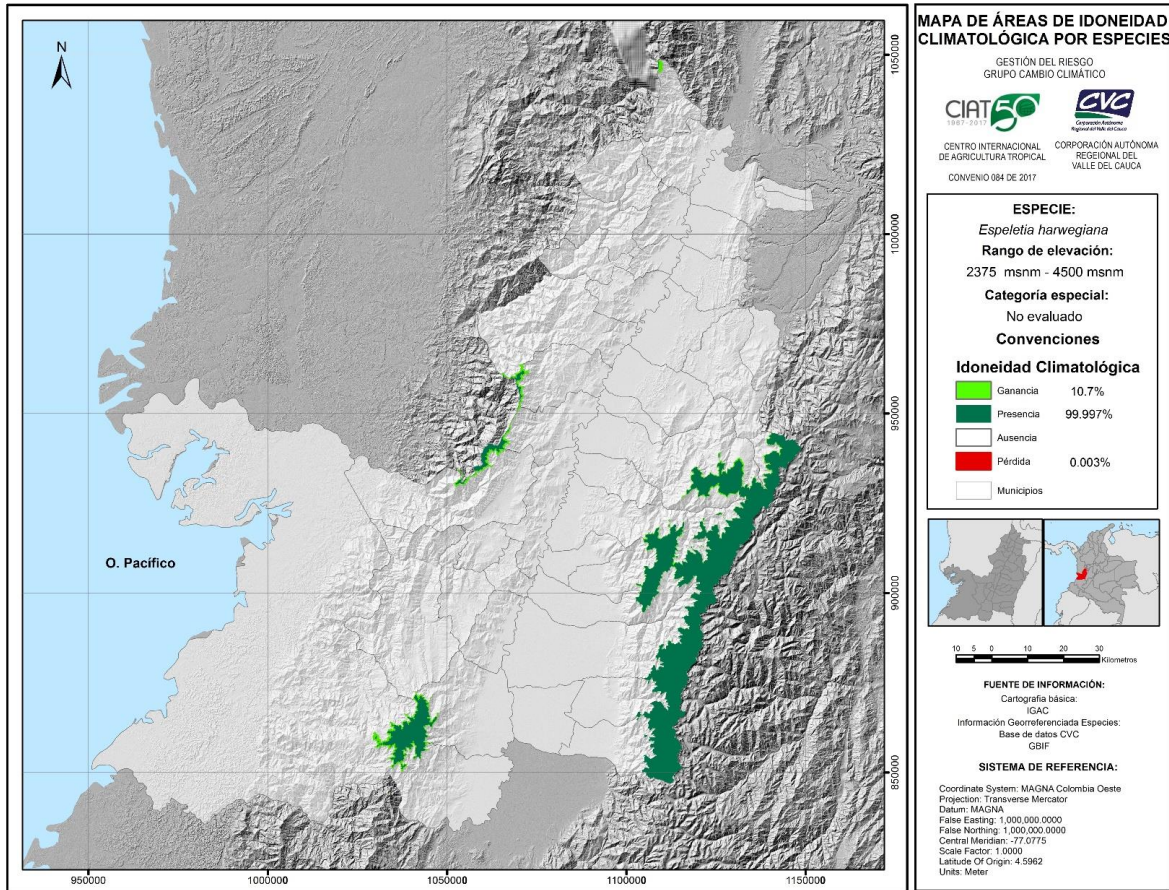 N
O. Pacífico
950000
1000000
1050000
1100000
1150000
1050000
1000000
950000
900000
850000
MAPA DE ÁREAS DE IDONEIDAD
CLIMATOLÓGICA POR ESPECIES
GESTIÓN DEL RIESGO
GRUPO CAMBIO CLIMÁTICO
CIAT 50
1967-2017
CVC
Corporación Autónoma
Regional del Valle del Cauca
CENTRO INTERNACIONAL
DE AGRICULTURA TROPICAL
CORPORACIÓN AUTÓNOMA
REGEIONAL DEL
VALLE DEL CAUCA
CONVENIO 084 DE 2017
ESPECIE:
Espeletia harwegiana
Rango de elevación:
2375 msnm - 4500 msnm
Categoría especial:
No evaluado
Convenciones
Idoneidad Climatológica
Ganancia 10.7%
Presencia 99.997%
Ausencia
Pérdida 0.003%
Municipios
10 5 0 10 20 30
Kilometros
FUENTE DE INFORMACIÓN:
Cartografía básica:
IGAC
Información Georreferenciada Especies:
Base de datos CVC
GBIF
SISTEMA DE REFERENCIA:
Coordinate System: MAGNA Colombia Oeste
Projection: Transverse Mercator
Datum: MAGNA
False Easting: 1,000,000.0000
False Northing: 1,000,000.0000
Central Meridian: -77.0775
Scale Factor: 1.0000
Latitude Of Origin: 4.5962
Units: Meter